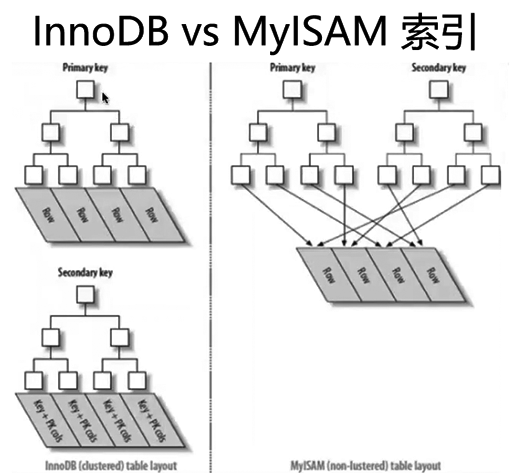 InnoDB vs MyISAM 索引
Primary key
Row
Row
Row
Row
Secondary key
Key + PK cols
Key + PK cols
Key + PK cols
Key + PK cols
InnoDB (clustered) table layout
Primary key
Secondary key
Row
Row
Row
Row
MyISAM (non-lustered) table layout